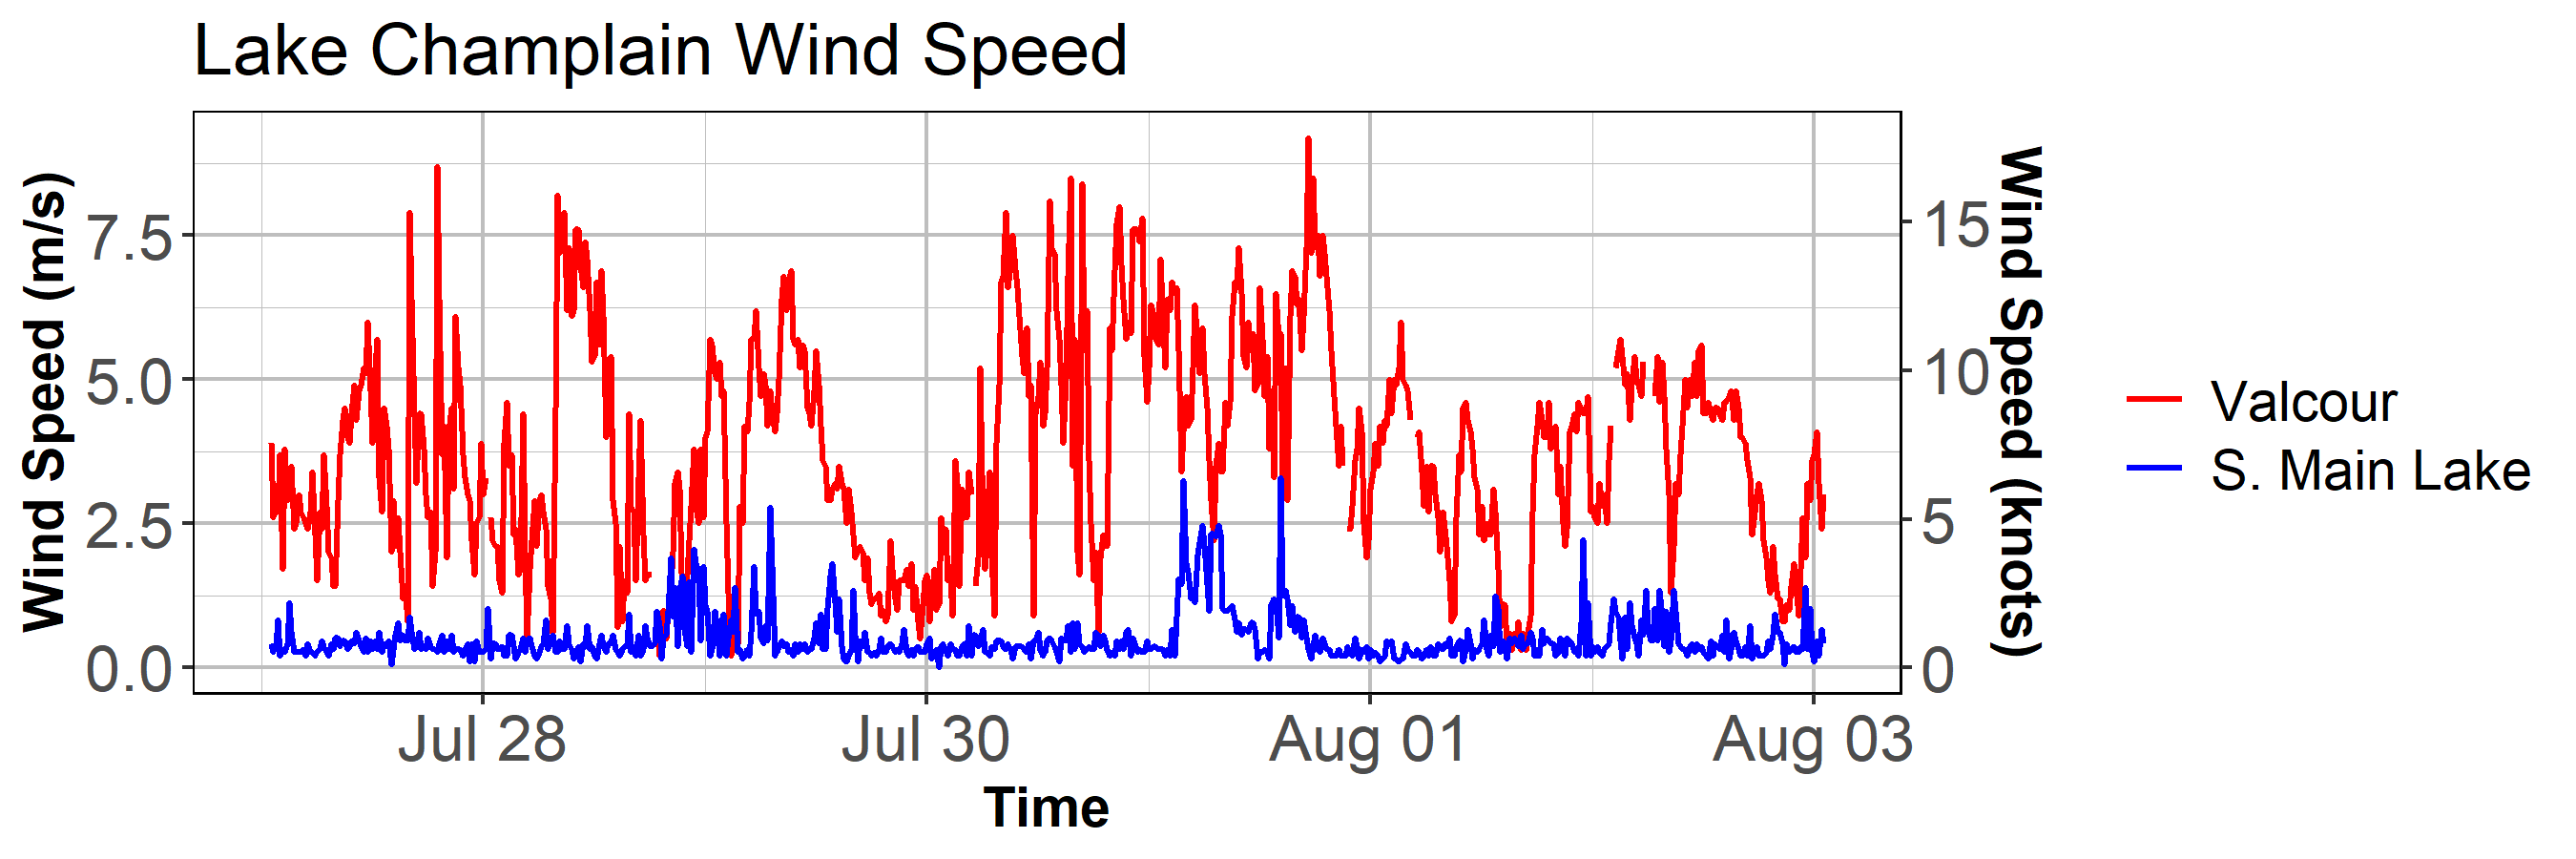 Lake Champlain Wind Speed
Wind Speed (m/s)
7.5
5.0
2.5
0.0
Wind Speed (knots)
15
10
5
0
Jul 28
Jul 30
Aug 01
Aug 03
Time
Valcour
S. Main Lake